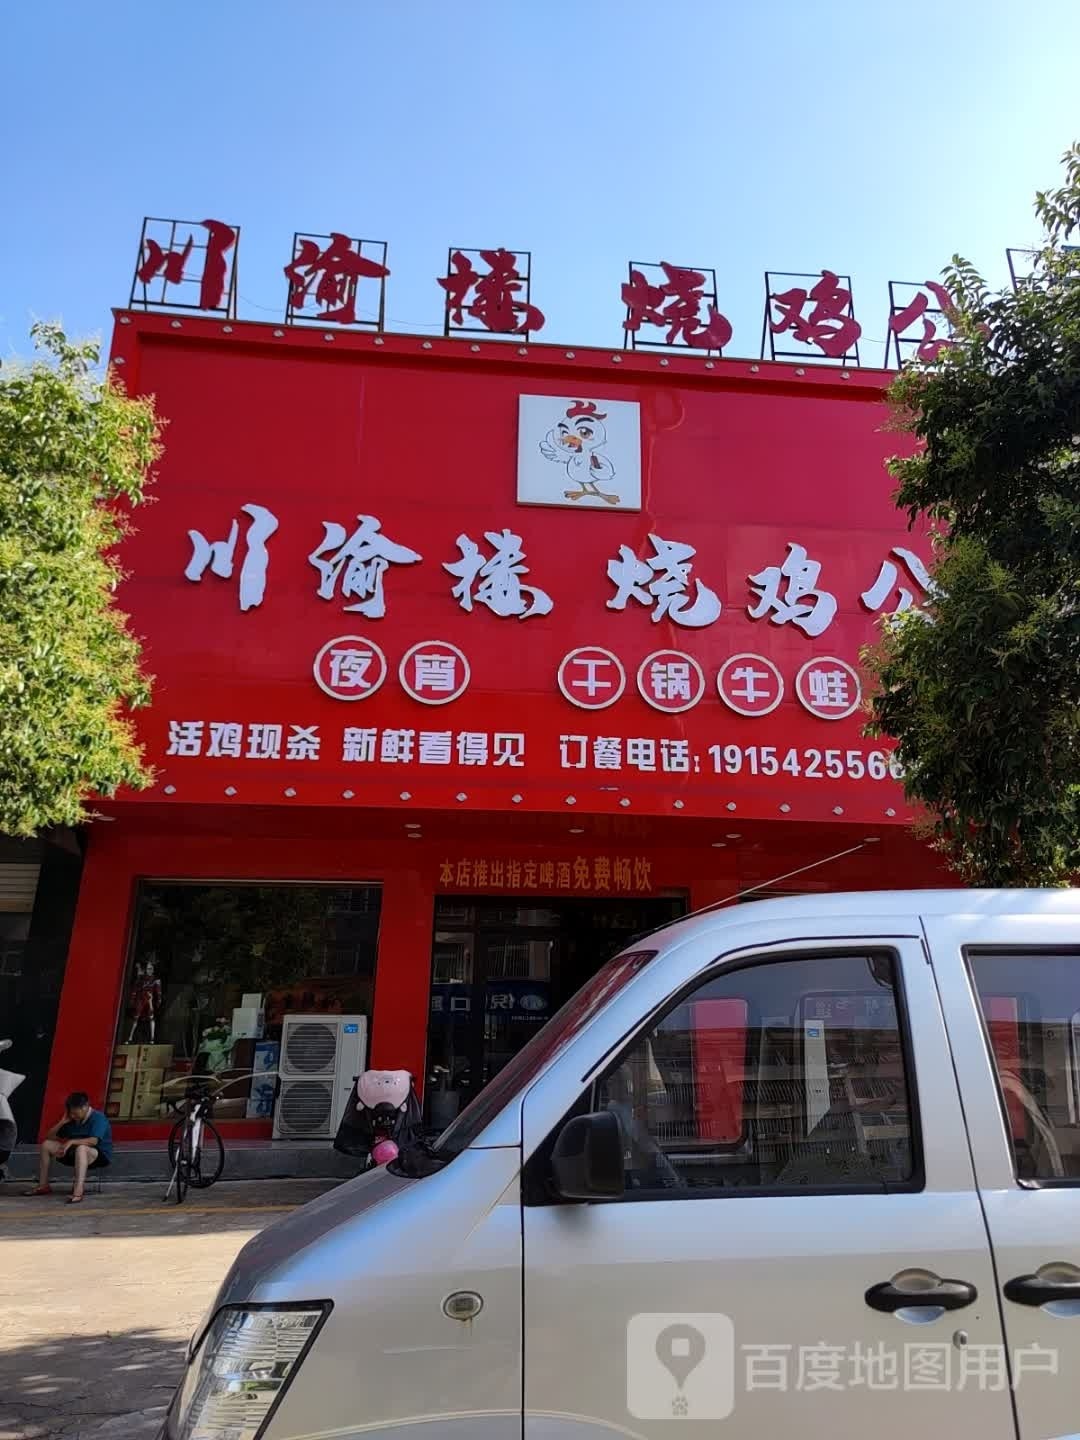 川渝楼 烧鸡公
川渝楼 烧鸡公
夜宵 干锅牛蛙
活鸡现杀 新鲜看得见 订餐电话:1915425566
本店推出指定啤酒免费畅饮
百度地图用户